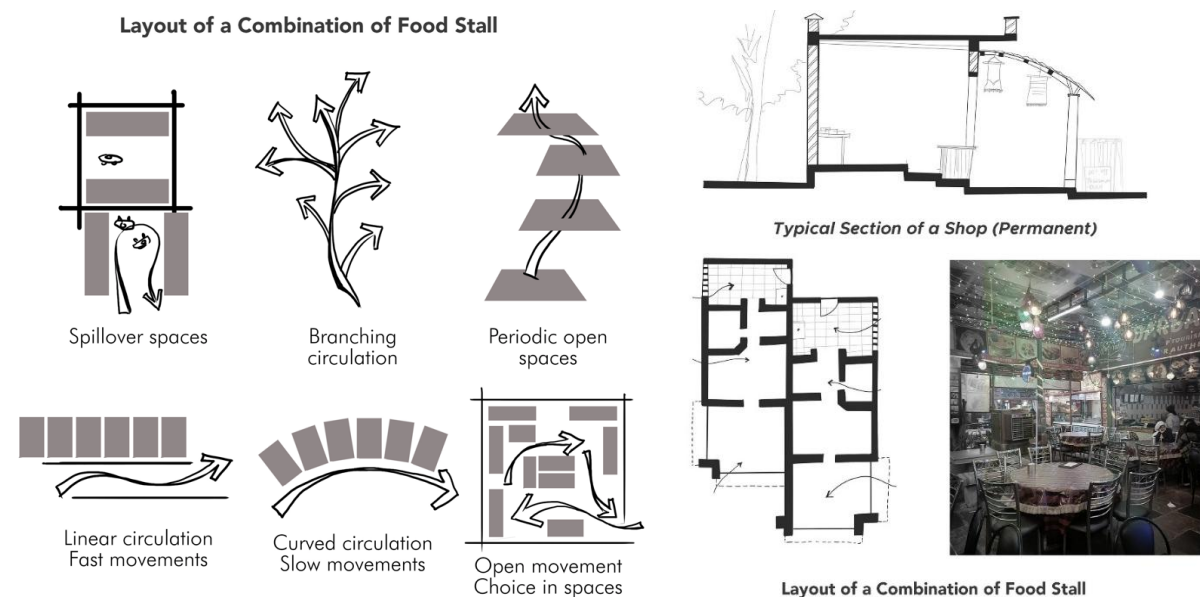 Layout of a Combination of Food Stall
Spillover spaces
Branching
circulation
Periodic open
spaces
Linear circulation
Fast movements
Curved circulation
Slow movements
Open movement
Choice in spaces
Typical Section of a Shop (Permanent)
Layout of a Combination of Food Stall